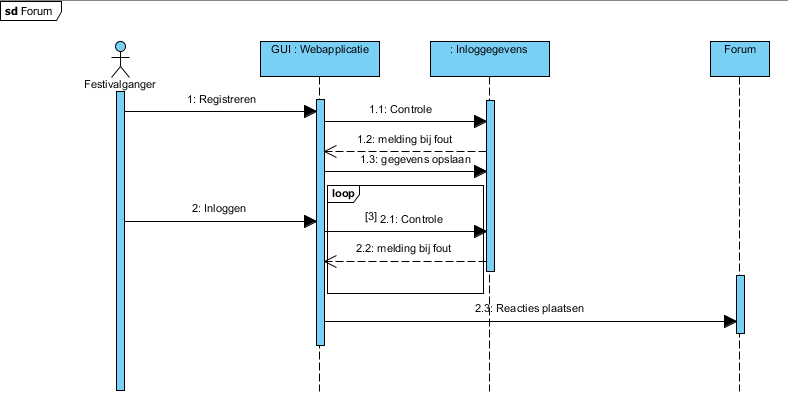 sd Forum
GUI : Webapplicatie
: Inloggegevens
Forum
Festivalganger
1: Registreren
1.1: Controle
1.2: melding bij fout
1.3: gegevens opslaan
loop
2: Inloggen
[3]
2.1: Controle
2.2: melding bij fout
2.3: Reacties plaatsen